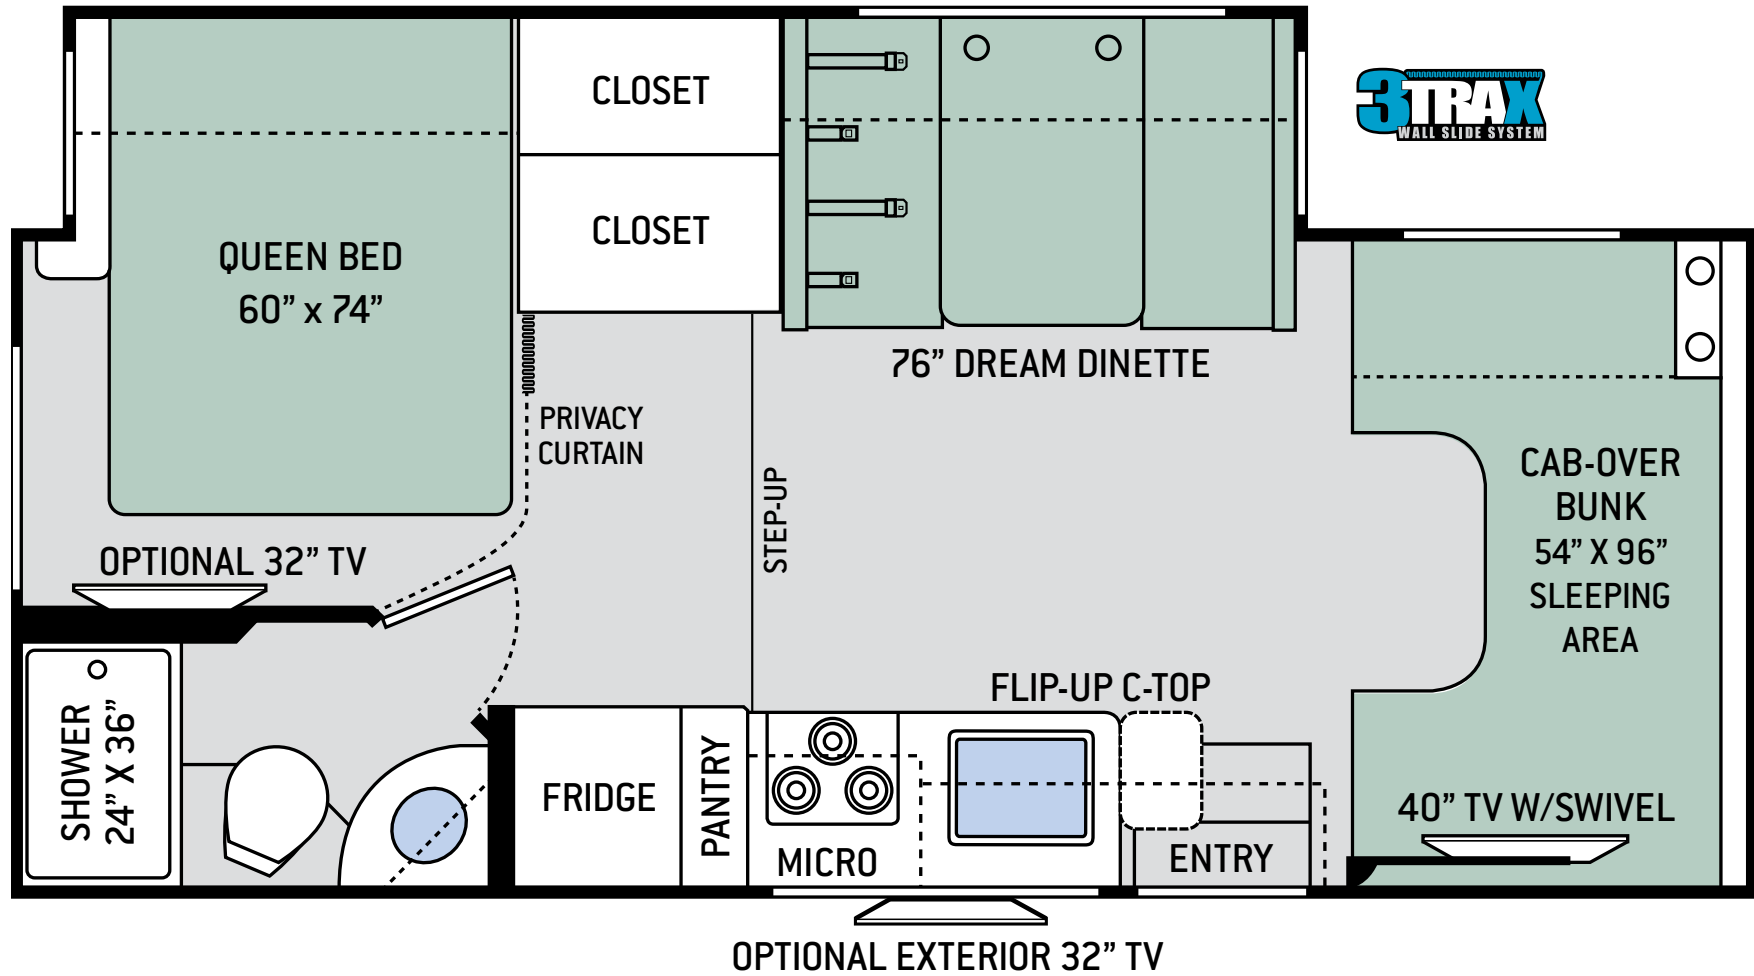 CLOSET
CLOSET
3TRAX
WALL SLIDE SYSTEM
QUEEN BED
60” x 74”
76” DREAM DINETTE
PRIVACY
CURTAIN
STEP-UP
CAB-OVER
BUNK
54” X 96”
SLEEPING
AREA
OPTIONAL 32” TV
FLIP-UP C-TOP
SHOWER
24” X 36”
FRIDGE
PANTRY
MICRO
ENTRY
40” TV W/SWIVEL
OPTIONAL EXTERIOR 32” TV